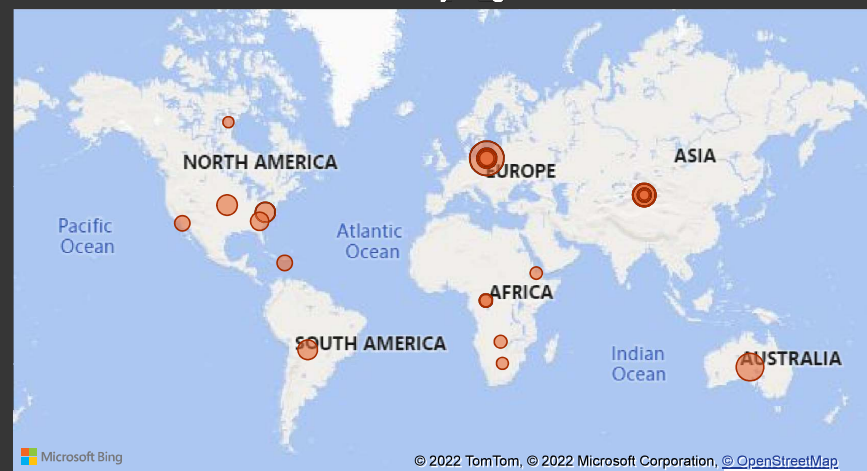 NORTH AMERICA
EUROPE
ASIA
Pacific
Ocean
Atlantic
Ocean
AFRICA
SOUTH AMERICA
Indian
Ocean
AUSTRALIA
Microsoft Bing
© 2022 TomTom, © 2022 Microsoft Corporation, © OpenStreetMap